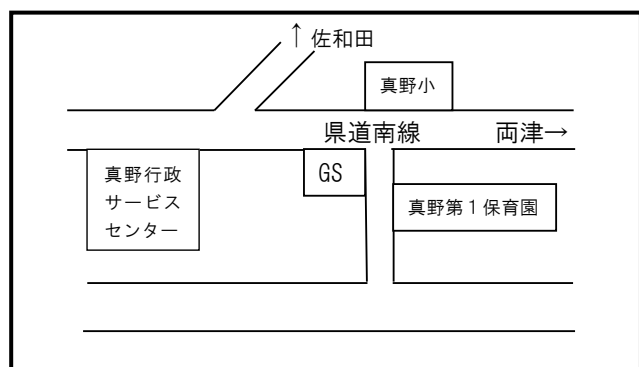 ↑佐和田
真野小
県道南線 両津→
真野行政
サービス
センター
GS
真野第1保育園